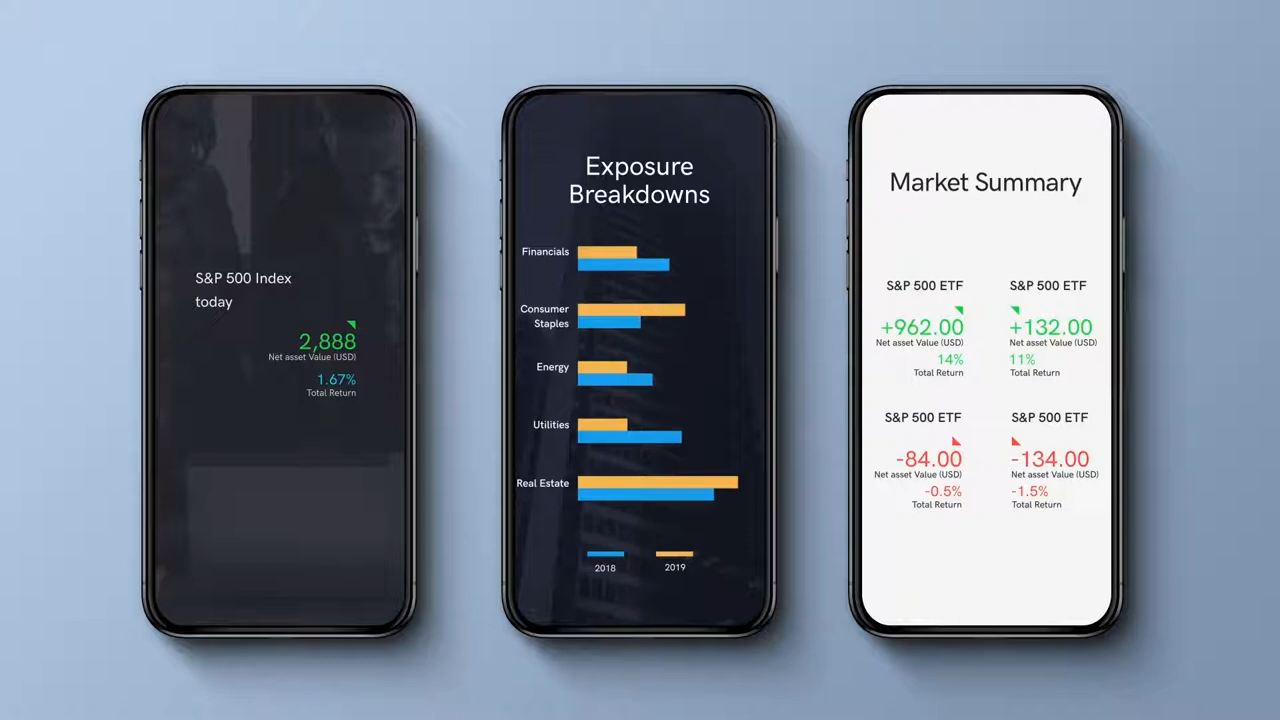 S&P 500 Index
today
2,888
Net asset Value (USD)
1.67%
Total Return
Exposure
Breakdowns
Financials
Consumer
Staples
Energy
Utilities
Real Estate
2018
2019
Market Summary
S&P 500 ETF
+962.00
Net asset Value (USD)
14%
Total Return
S&P 500 ETF
+132.00
Net asset Value (USD)
11%
Total Return
S&P 500 ETF
-84.00
Net asset Value (USD)
-0.5%
Total Return
S&P 500 ETF
-134.00
Net asset Value (USD)
-1.5%
Total Return